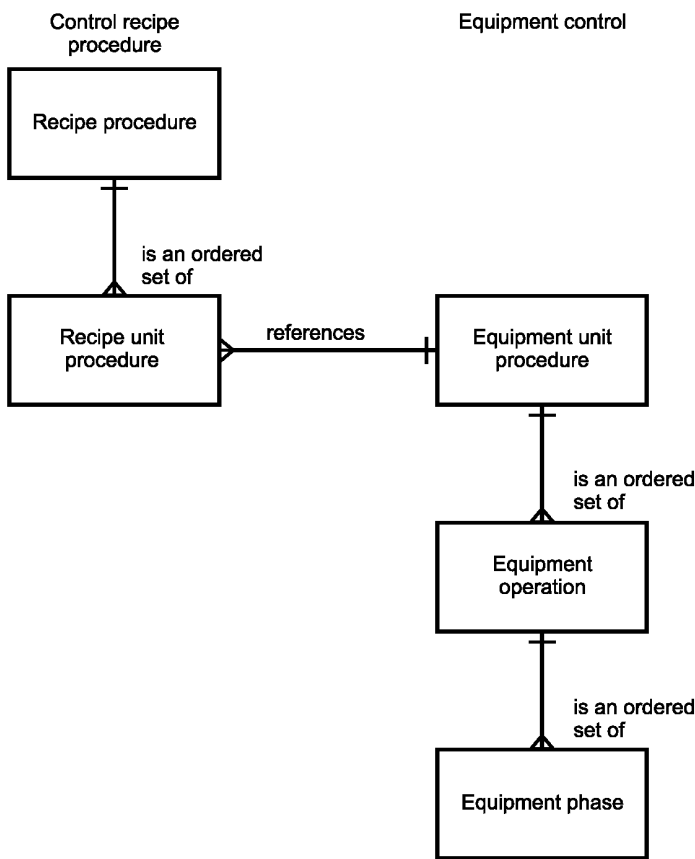 Control recipe
procedure
Equipment control
Recipe procedure
is an ordered
set of
Recipe unit
procedure
references
Equipment unit
procedure
is an ordered
set of
Equipment
operation
is an ordered
set of
Equipment phase